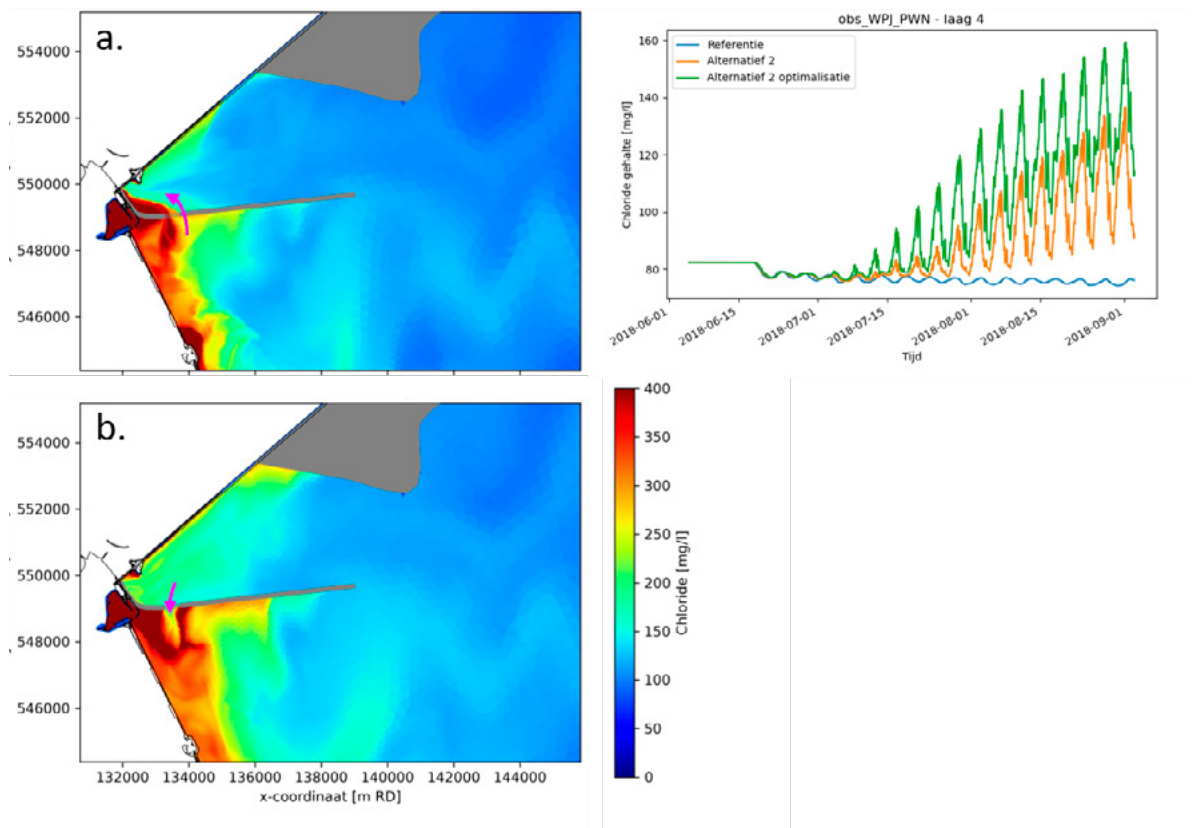 a.
554000
552000
550000
548000
546000
obs_WPJ_PWN - laag 4
Referentie
Alternatief 2
Alternatief 2 optimalisatie
Chloride gehalte [mg/l]
160
140
120
100
80
2018-06-01
2018-06-15
2018-07-01
2018-07-15
2018-08-01
2018-08-15
2018-09-01
Tijd
b.
554000
552000
550000
548000
546000
132000 134000 136000 138000 140000 142000 144000
x-coordinaat [m RD]
400
350
300
250
200
150
100
50
0
Chloride [mg/l]